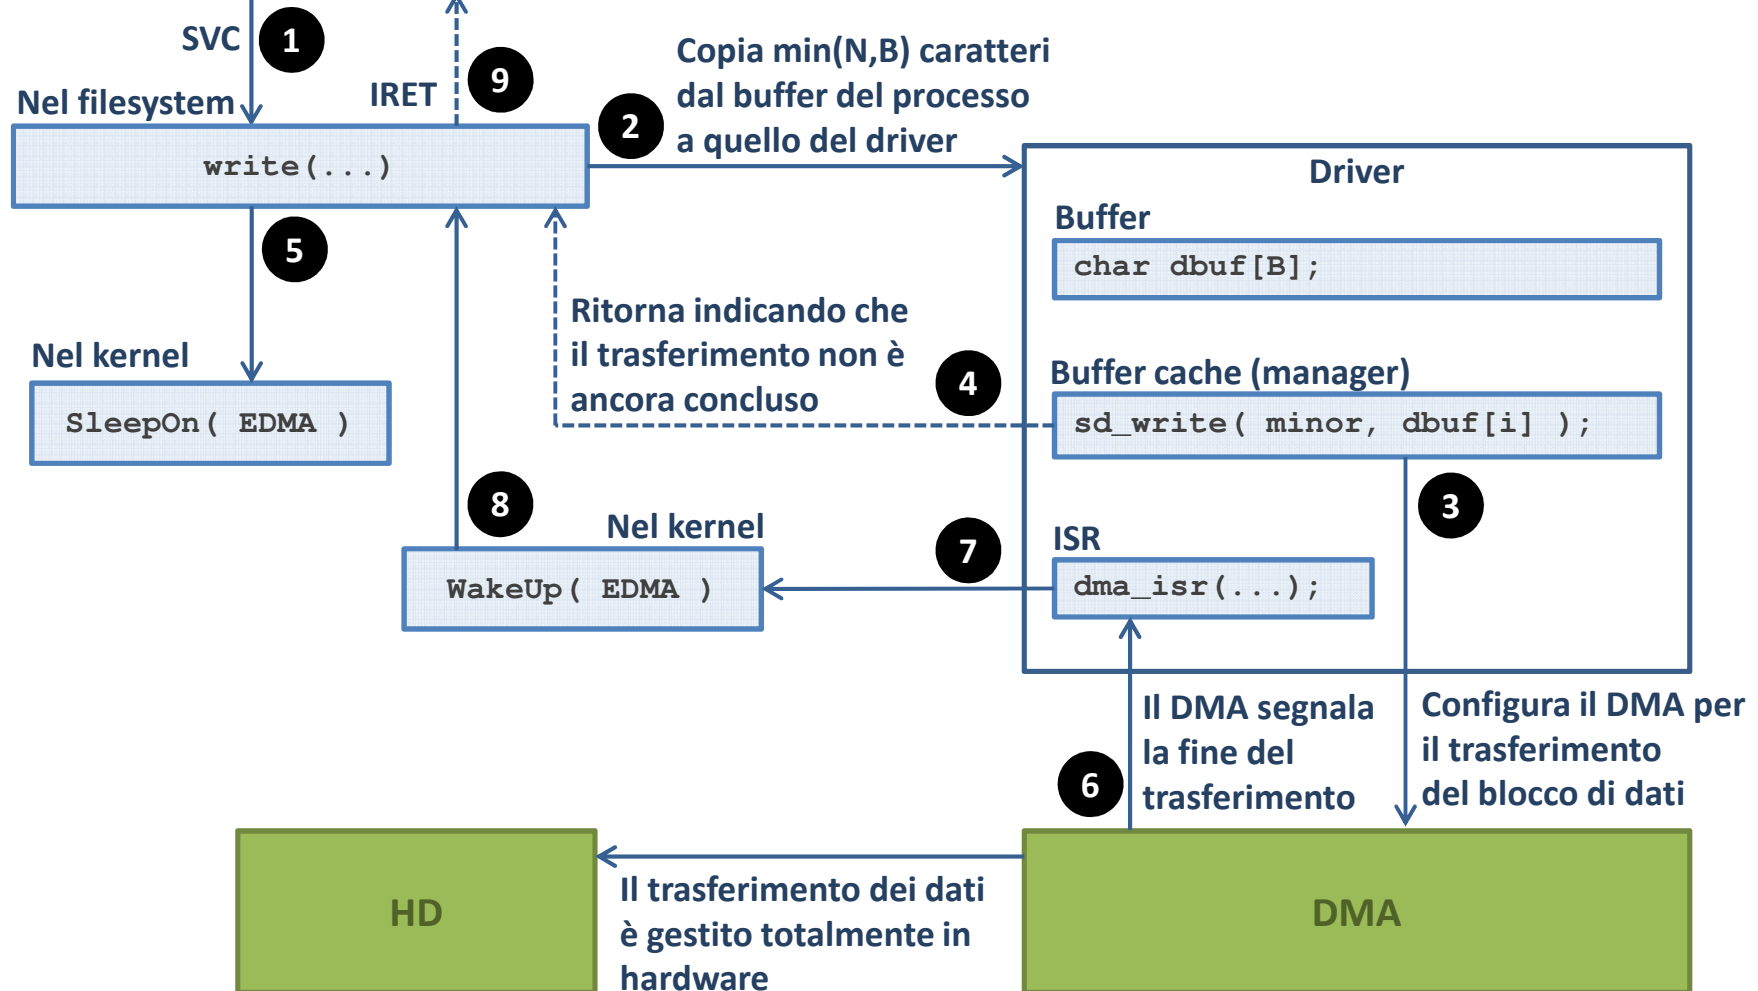 SVC
1
9
IRET
Nel filesystem
write(...)
2
Copia min(N,B) caratteri
dal buffer del processo
a quello del driver
Driver
Buffer
char dbuf[B];
5
Ritorna indicando che
il trasferimento non è
ancora concluso
4
Nel kernel
SleepOn( EDMA )
Buffer cache (manager)
sd_write( minor, dbuf[i] );
3
8
Nel kernel
WakeUp( EDMA )
7
ISR
dma_isr(...);
6
Il DMA segnala
la fine del
trasferimento
Configura il DMA per
il trasferimento
del blocco di dati
HD
Il trasferimento dei dati
è gestito totalmente in
hardware
DMA